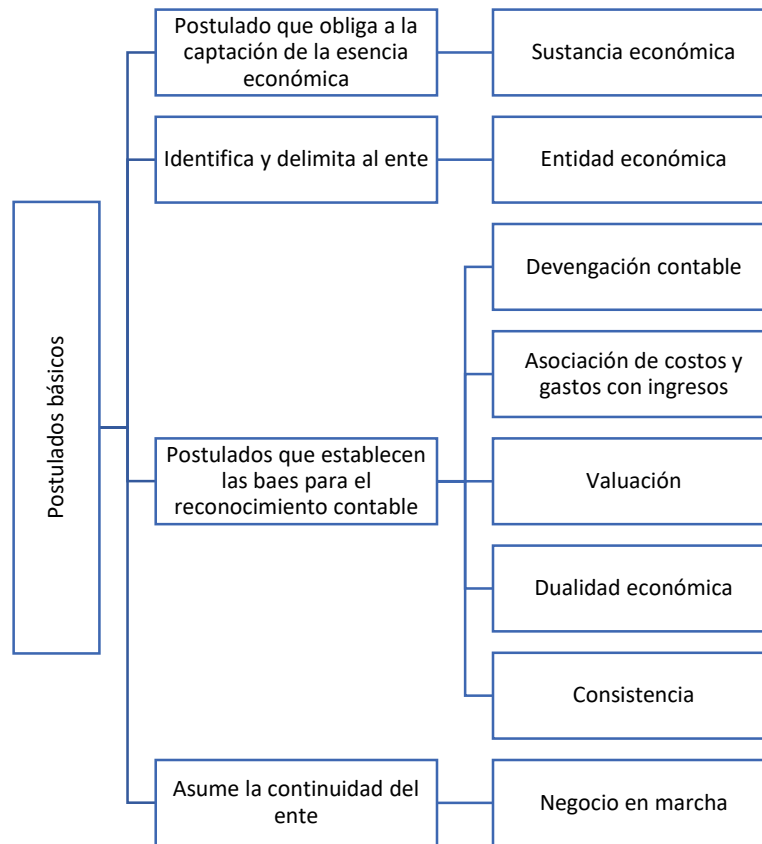 Postulados básicos
Postulado que obliga a la
captación de la esencia
económica
Sustancia económica
Identifica y delimita al ente
Entidad económica
Postulados que establecen
las baes para el
reconocimiento contable
Devengación contable
Asociación de costos y
gastos con ingresos
Valuación
Dualidad económica
Consistencia
Asume la continuidad del
ente
Negocio en marcha